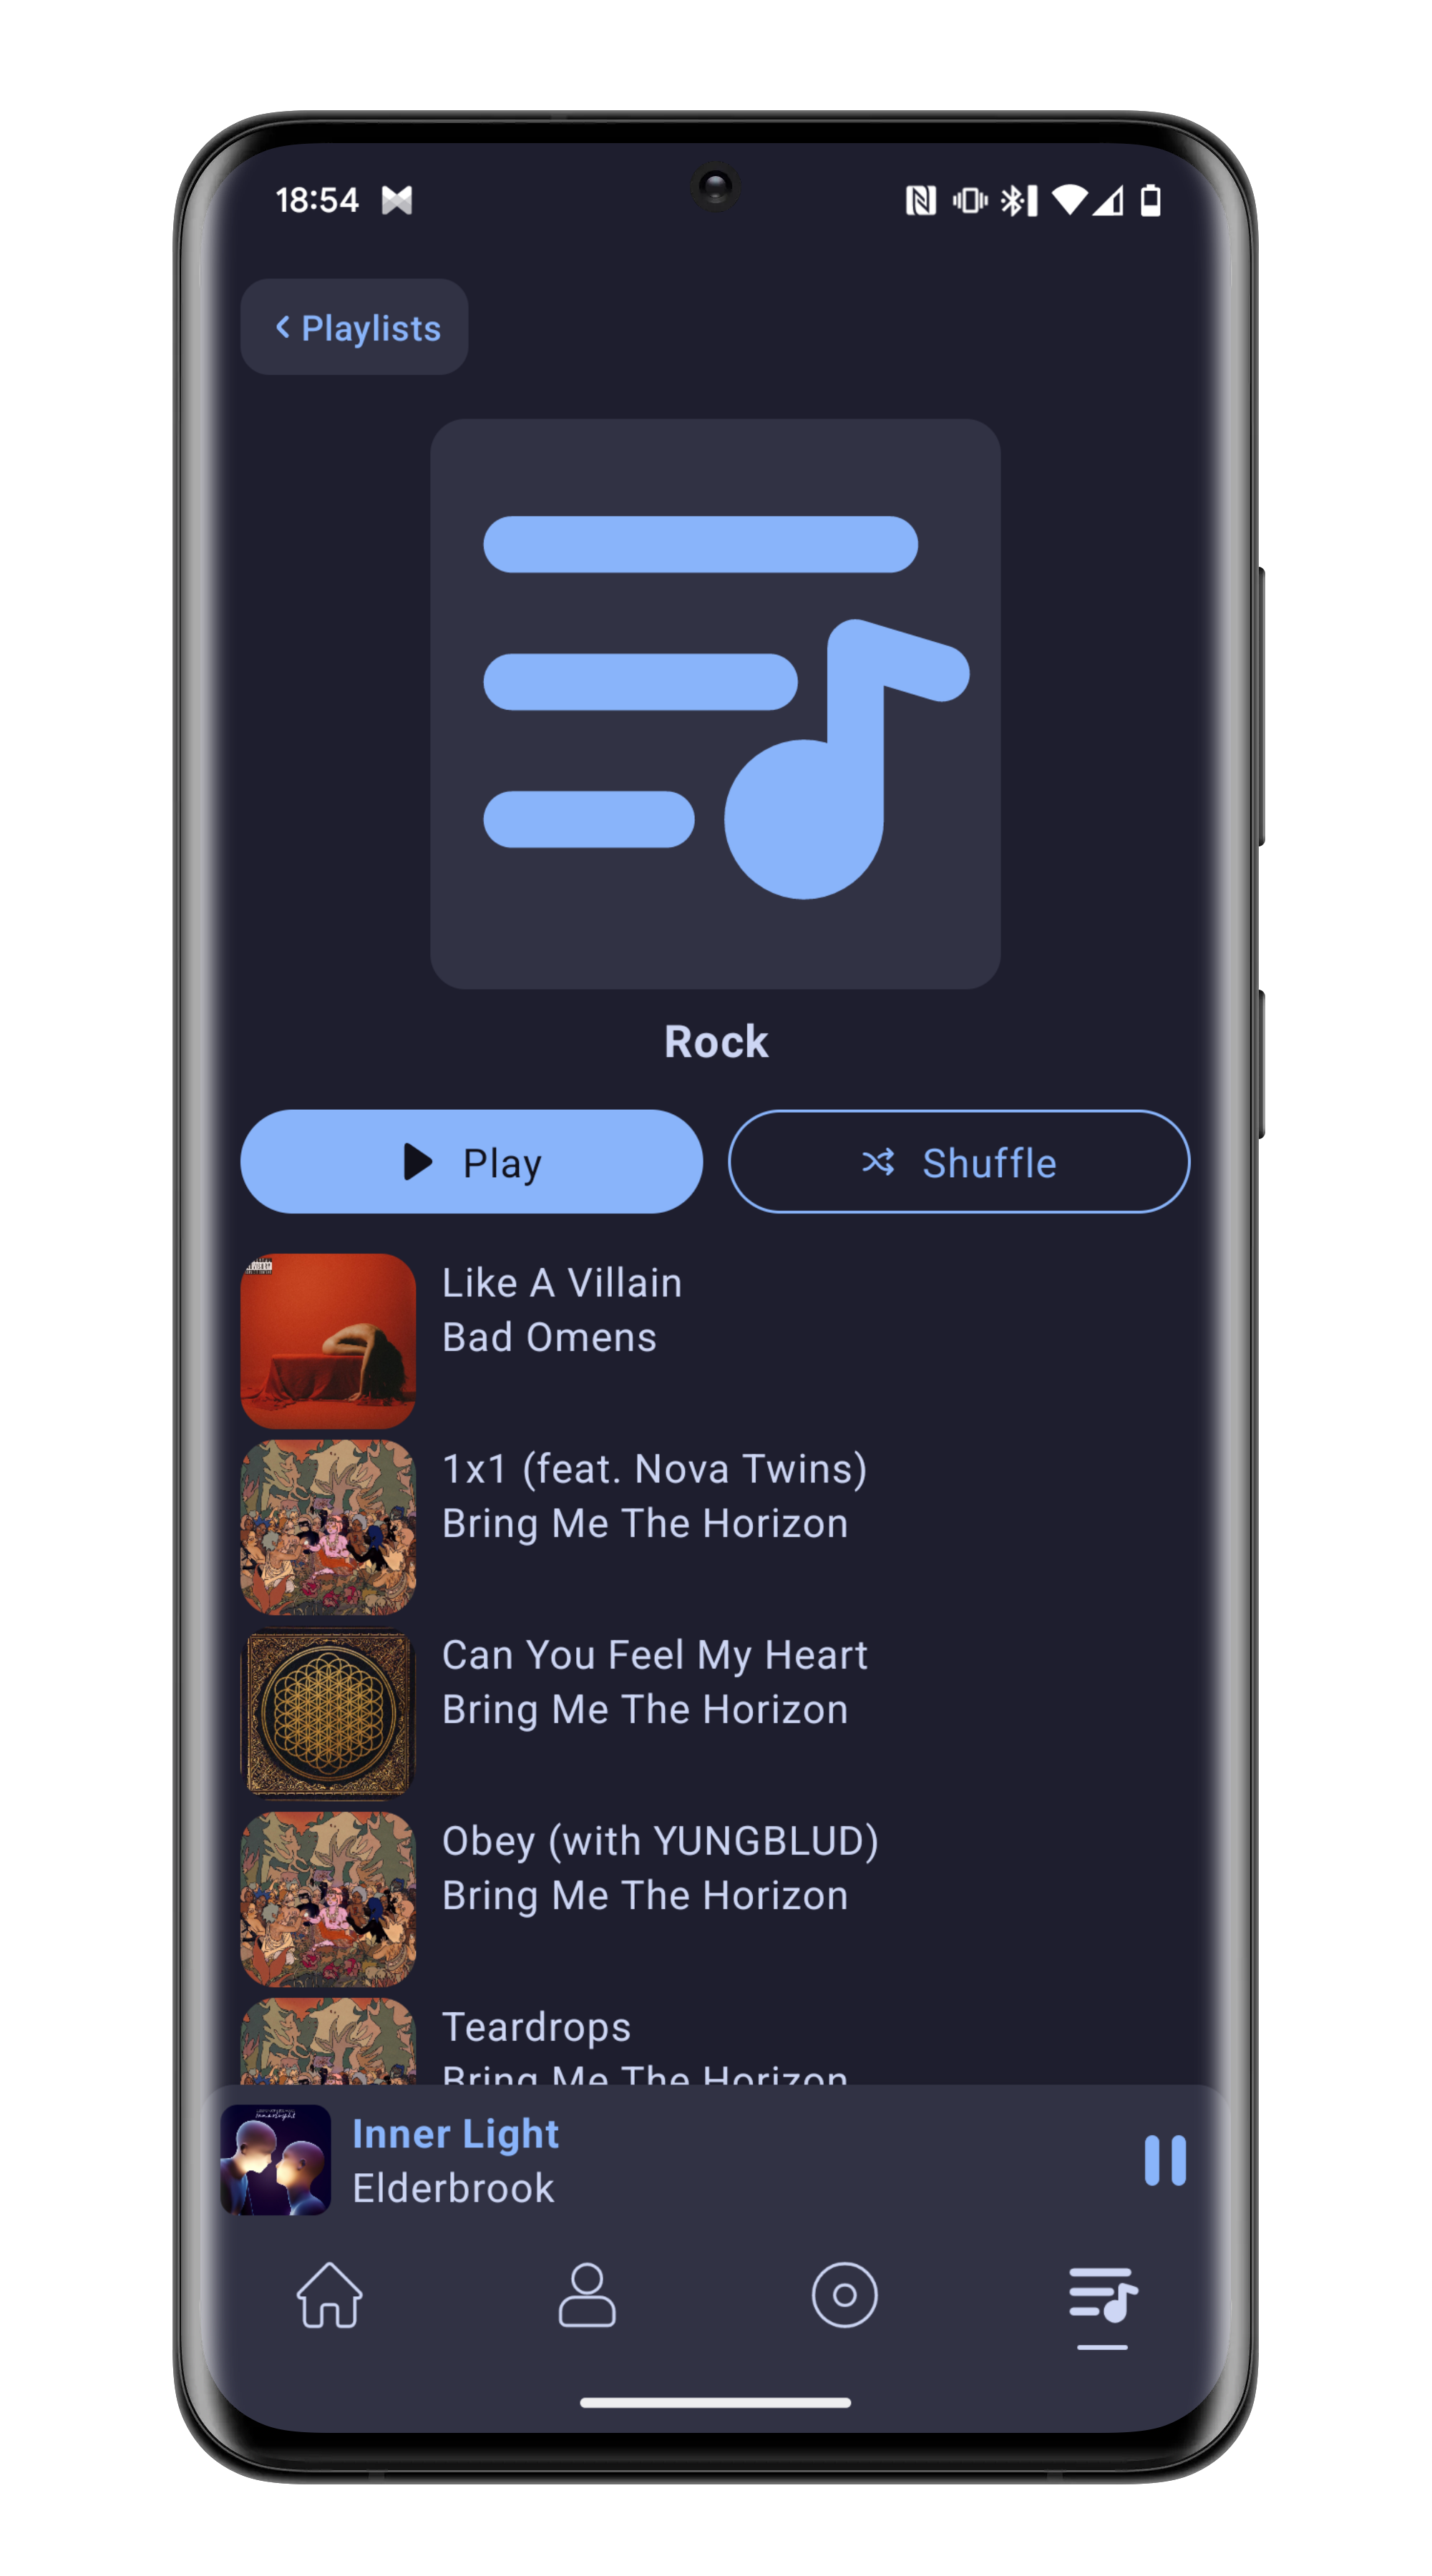 18:54
Playlists
Rock
Play
Shuffle
Like A Villain
Bad Omens
1x1 (feat. Nova Twins)
Bring Me The Horizon
Can You Feel My Heart
Bring Me The Horizon
Obey (with YUNGBLUD)
Bring Me The Horizon
Teardrops
Bring Me The Horizon
Inner Light
Elderbrook